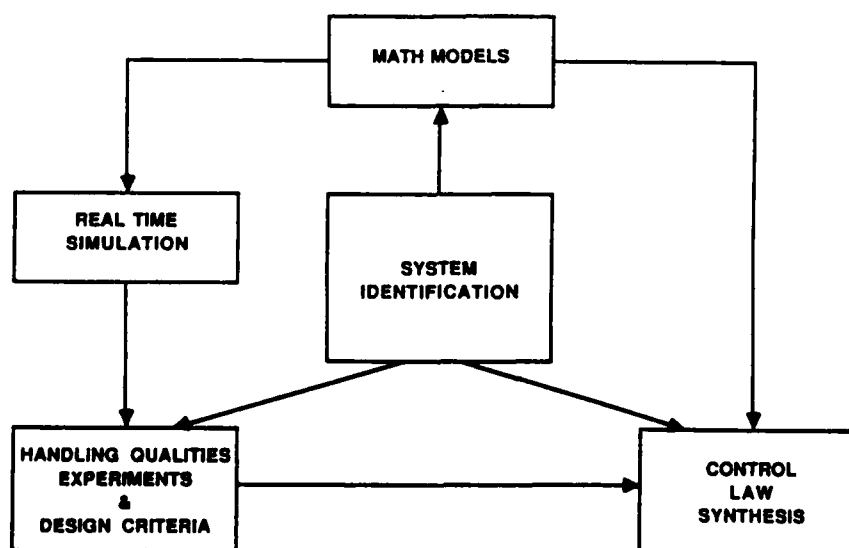 MATH MODELS
REAL TIME
SIMULATION
SYSTEM
IDENTIFICATION
HANDLING QUALITIES
EXPERIMENTS
&
DESIGN CRITERIA
CONTROL
LAW
SYNTHESIS